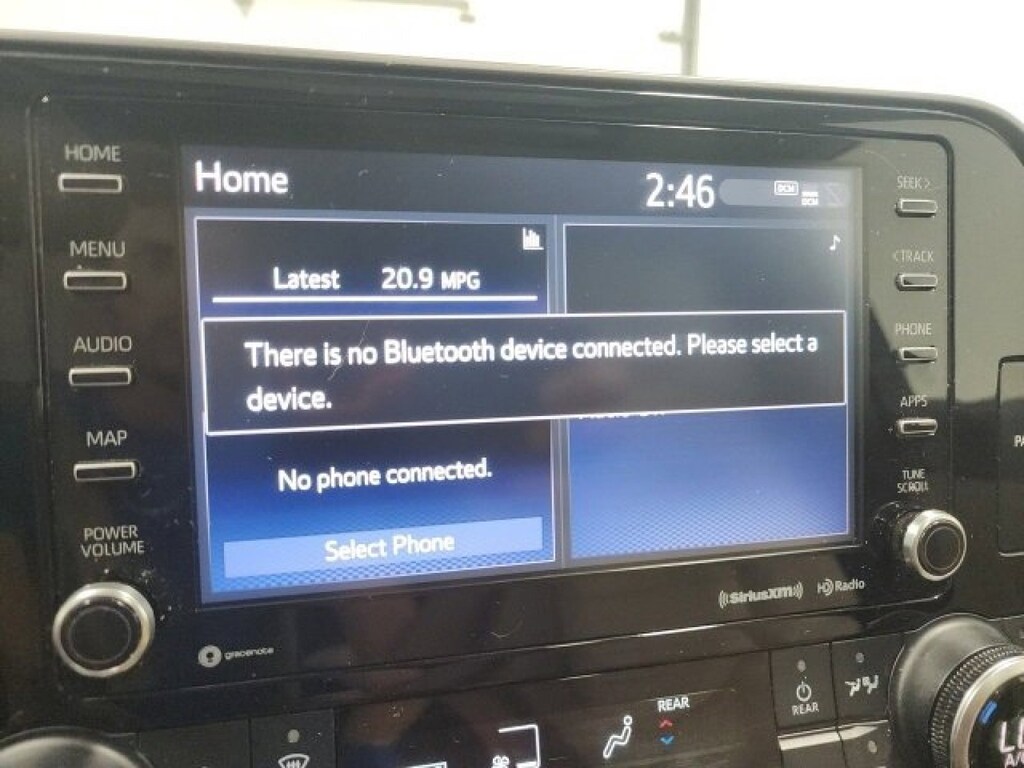 HOME
MENU
AUDIO
MAP
POWER
VOLUME
Home
2:46
DCM
DCM
Latest 20.9 MPG
There is no Bluetooth device connected. Please select a
device.
No phone connected.
Select Phone
SEEK >
< TRACK
PHONE
APPS
TUNE
SCROLL
gracenote
SiriusXM
HD Radio
REAR
REAR